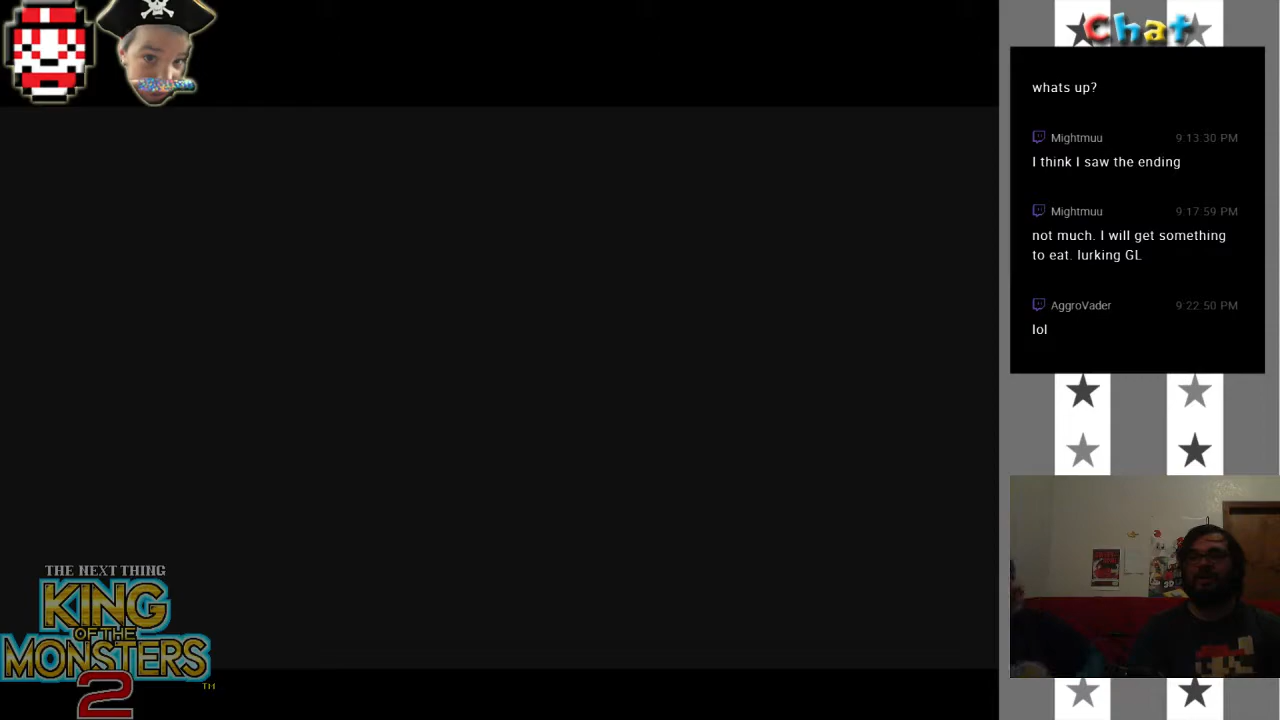 Chat
whats up?
Mightmuu 9:13:30 PM
I think I saw the ending
Mightmuu 9:17:59 PM
not much. I will get something
to eat. lurking GL
AggroVader 9:22:50 PM
lol
THE NEXT THING
KING
OF THE
MONSTERS
2
TM